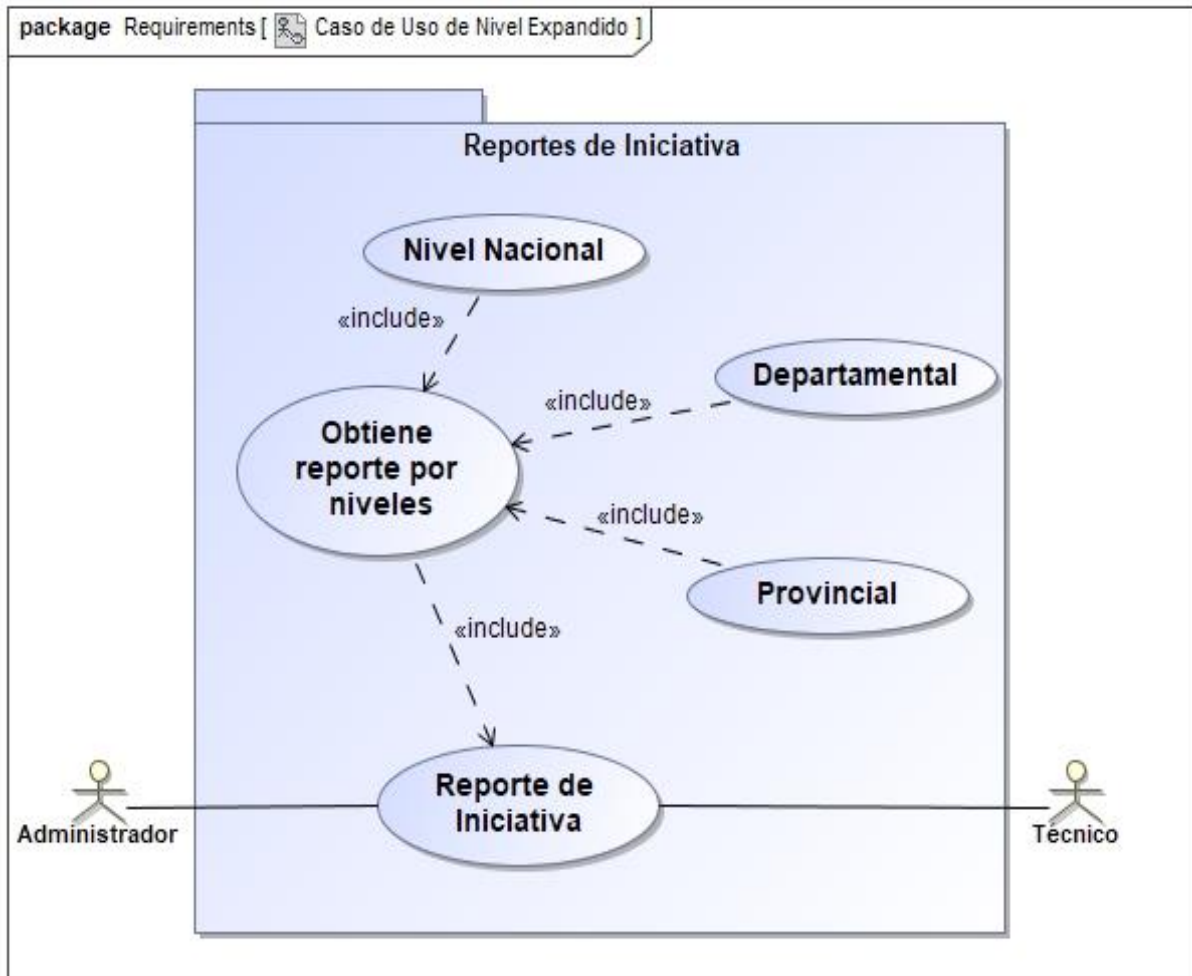 package Requirements [ Caso de Uso de Nivel Expandido ]
Reportes de Iniciativa
Nivel Nacional
«include»
Departamental
«include»
Obtiene
reporte por
niveles
«include»
Provincial
«include»
Reporte de
Iniciativa
Administrador
Técnico